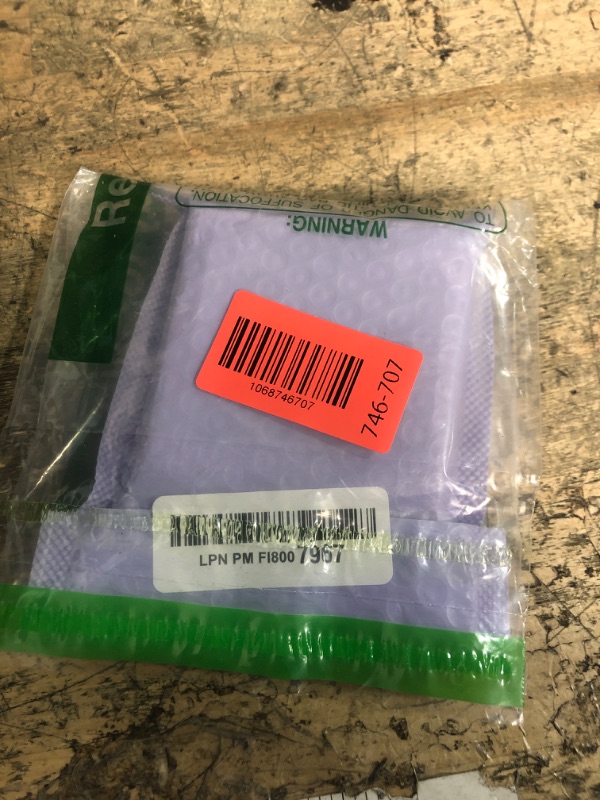 Re
WARNING:
TO AVOID DANGER OF SUFFOCATION,
1068746707
746-707
LPN PM FI800 7967